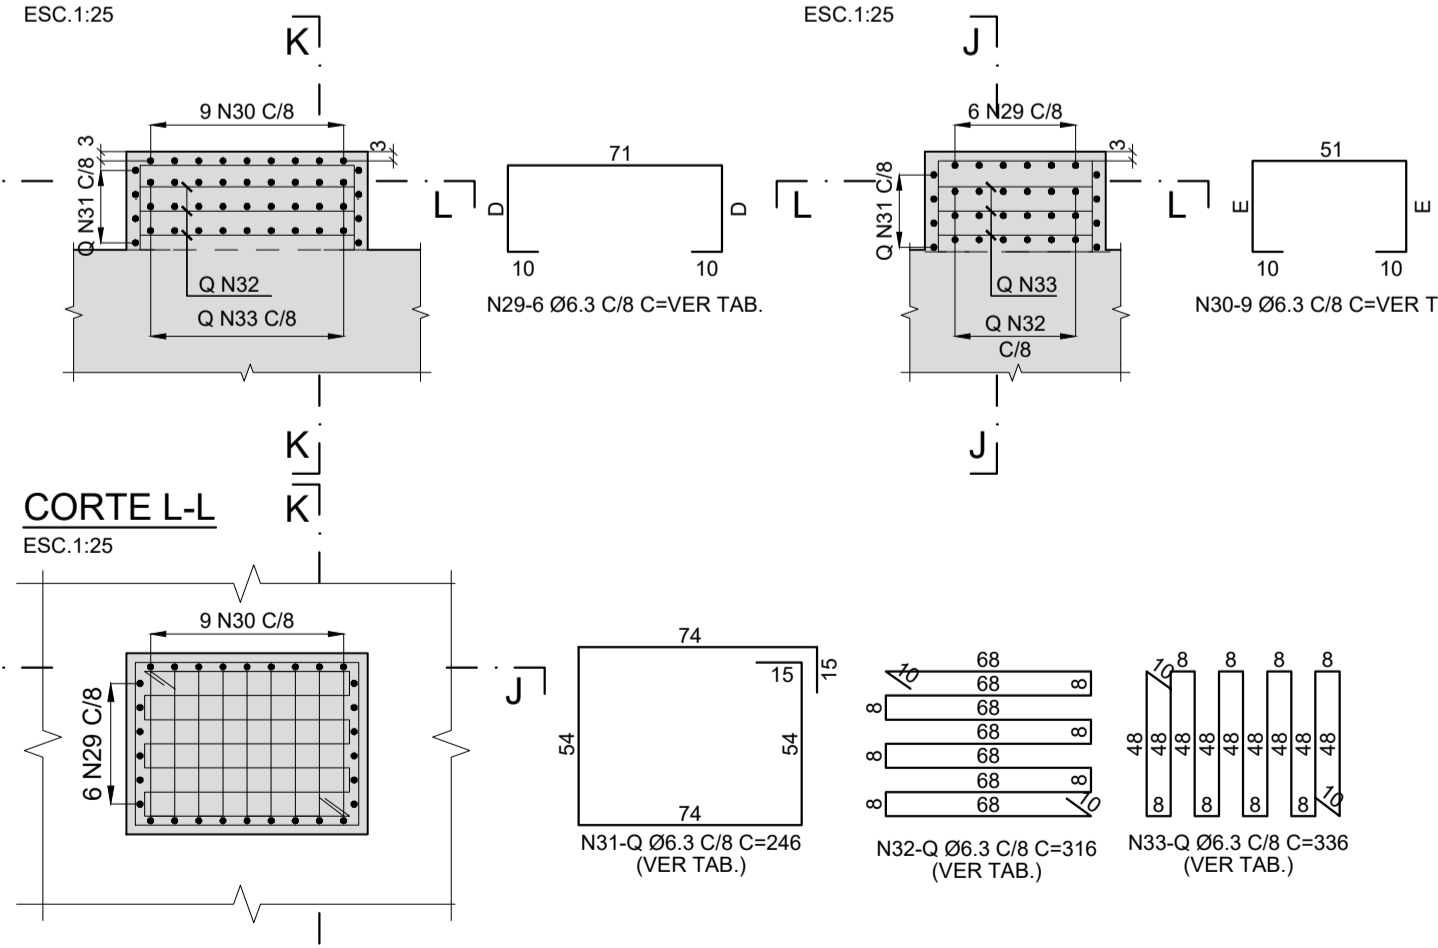 ESC.1:25
K
9 N30 C/8
3
3
Q N31 C/8
L
Q N32
Q N33 C/8
K
71
D
D
10
10
N29-6 Ø6.3 C/8 C=VER TAB.
ESC.1:25
J
6 N29 C/8
3
L
Q N31 C/8
L
Q N33
Q N32
C/8
J
51
E
E
10
10
N30-9 Ø6.3 C/8 C=VER T
CORTE L-L
ESC.1:25
K
9 N30 C/8
6 N29 C/8
J
74
15
15
54
54
74
N31-Q Ø6.3 C/8 C=246
(VER TAB.)
68
10
68
8
8
68
68
8
8
68
68
8
8
68
10
N32-Q Ø6.3 C/8 C=316
(VER TAB.)
8
8
8
8
10
48
48
48
48
48
48
48
48
48
10
8
8
8
8
N33-Q Ø6.3 C/8 C=336
(VER TAB.)